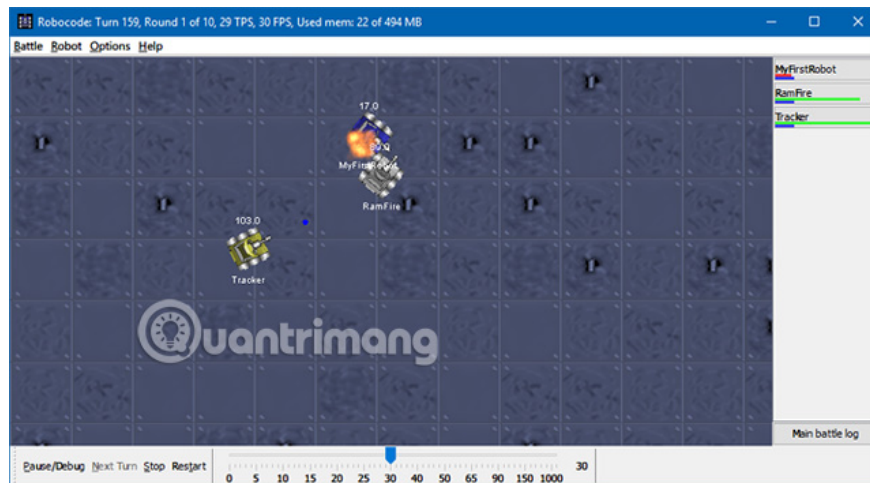 Robocode: Turn 159, Round 1 of 10, 29 TPS, 30 FPS, Used mem: 22 of 494 MB
Battle Robot Options Help
MyFirstRobot
RamFire
Tracker
17.0
MyFirstRobot
RamFire
103.0
Tracker
Quantrimang
Main battle log
Pause/Debug Next Turn Stop Restart
0 5 10 15 20 25 30 40 50 65 90 150 1000
30